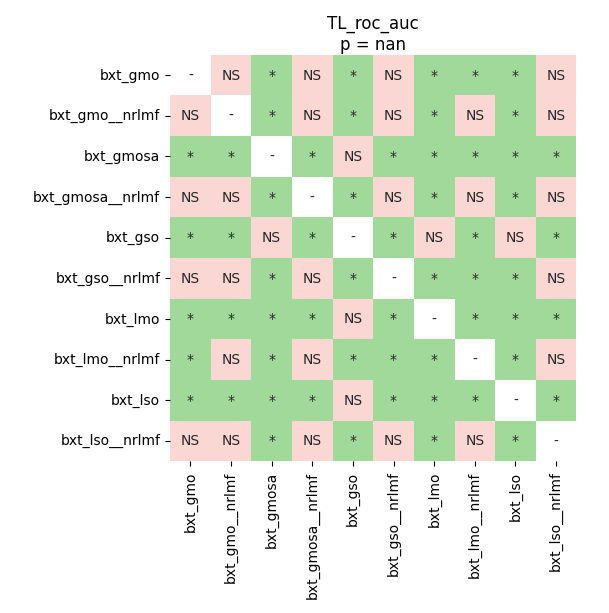 TL_roc_auc
p = nan
bxt_gmo - NS * NS * NS * * * NS
bxt_gmo__nrlmf NS - * NS * NS * NS * NS
bxt_gmosa * * - * NS * * * * *
bxt_gmosa__nrlmf NS NS * - * NS * NS * NS
bxt_gso * * NS * - * NS * NS *
bxt_gso__nrlmf NS NS * NS * - * * * NS
bxt_lmo * * * * NS * - * * *
bxt_lmo__nrlmf * NS * NS * * * - * NS
bxt_lso * * * * NS * * * - *
bxt_lso__nrlmf NS NS * NS * NS * NS * -
bxt_gmo
bxt_gmo__nrlmf
bxt_gmosa
bxt_gmosa__nrlmf
bxt_gso
bxt_gso__nrlmf
bxt_lmo
bxt_lmo__nrlmf
bxt_lso
bxt_lso__nrlmf